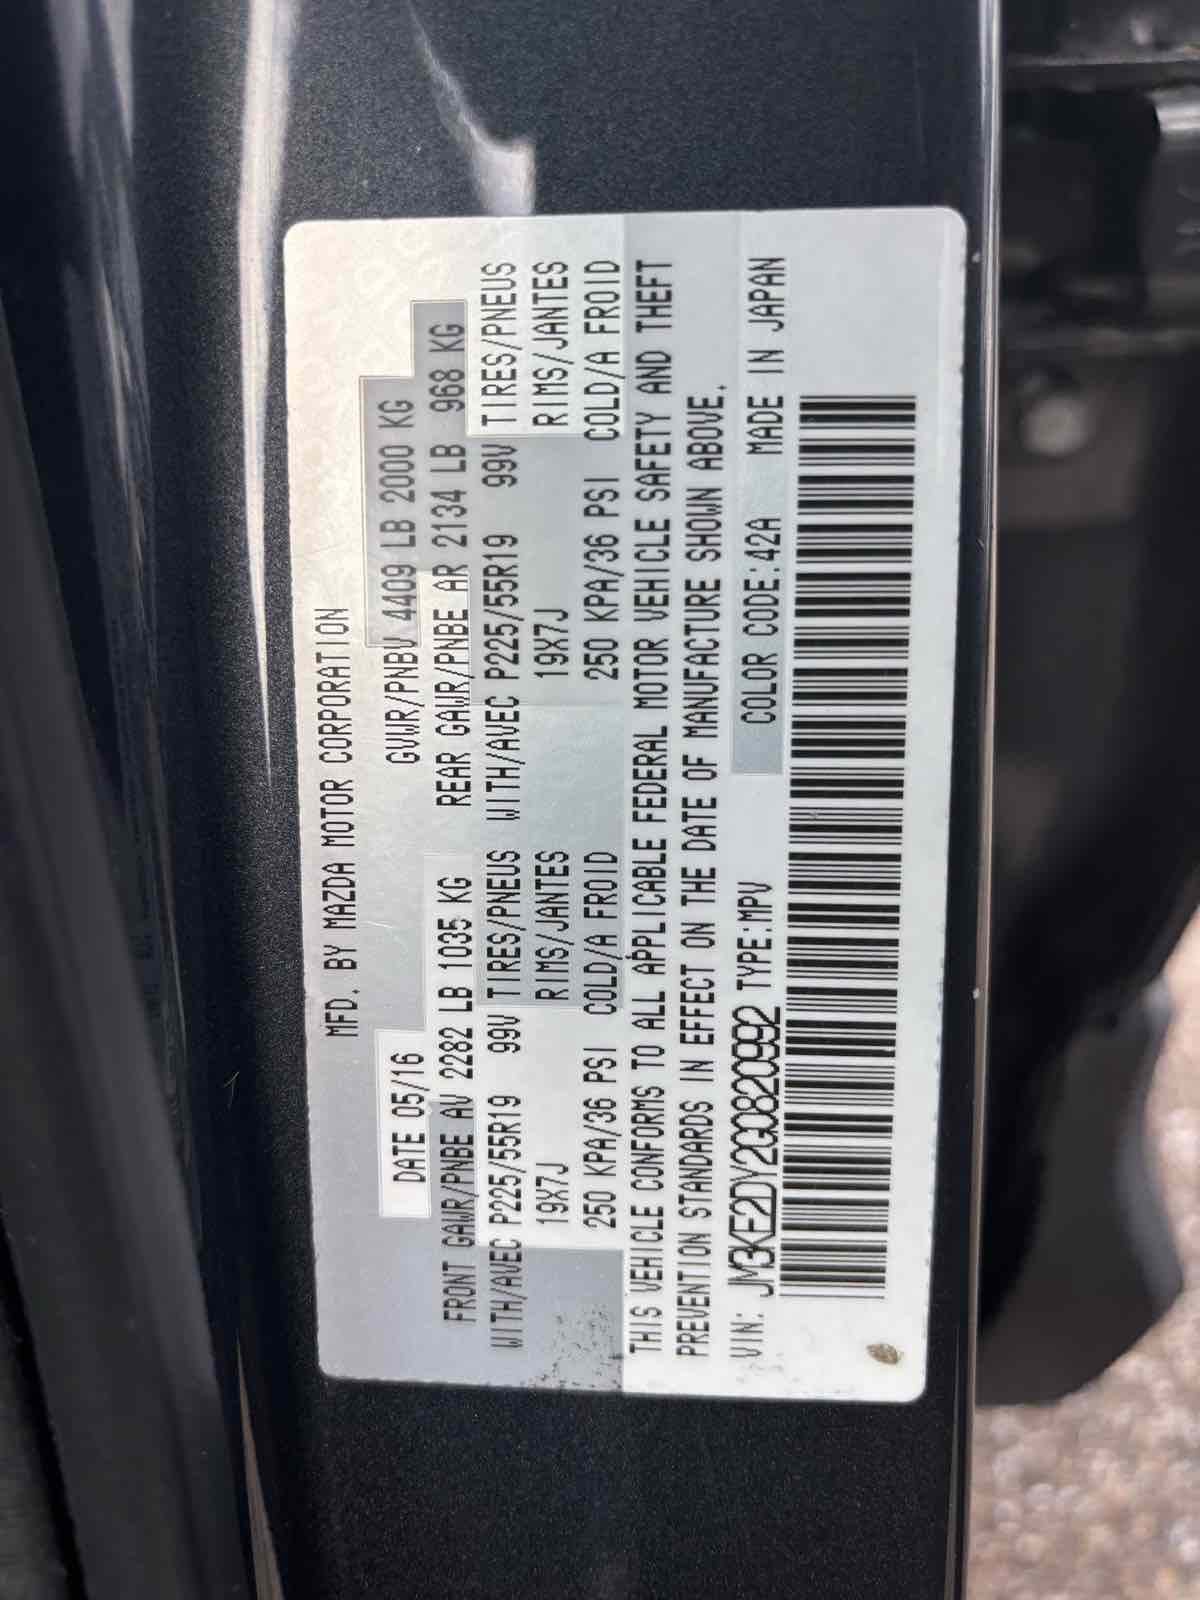 MFD. BY MAZDA MOTOR CORPORATION
DATE 05/16 GVWR/PNBV 4409 LB 2000 KG
FRONT GAWR/PNBE AV 2282 LB 1035 KG REAR GAWR/PNBE AR 2134 LB 968 KG
WITH/AVEC P225/55R19 99V TIRES/PNEUS WITH/AVEC P225/55R19 99V TIRES/PNEUS
19X7J RIMS/JANTES 19X7J RIMS/JANTES
250 KPA/36 PSI COLD/A FROID 250 KPA/36 PSI COLD/A FROID
THIS VEHICLE CONFORMS TO ALL APPLICABLE FEDERAL MOTOR VEHICLE SAFETY AND THEFT
PREVENTION STANDARDS IN EFFECT ON THE DATE OF MANUFACTURE SHOWN ABOVE.
VIN: JM3KE2DY2G0820992 TYPE:MPV COLOR CODE:42A MADE IN JAPAN